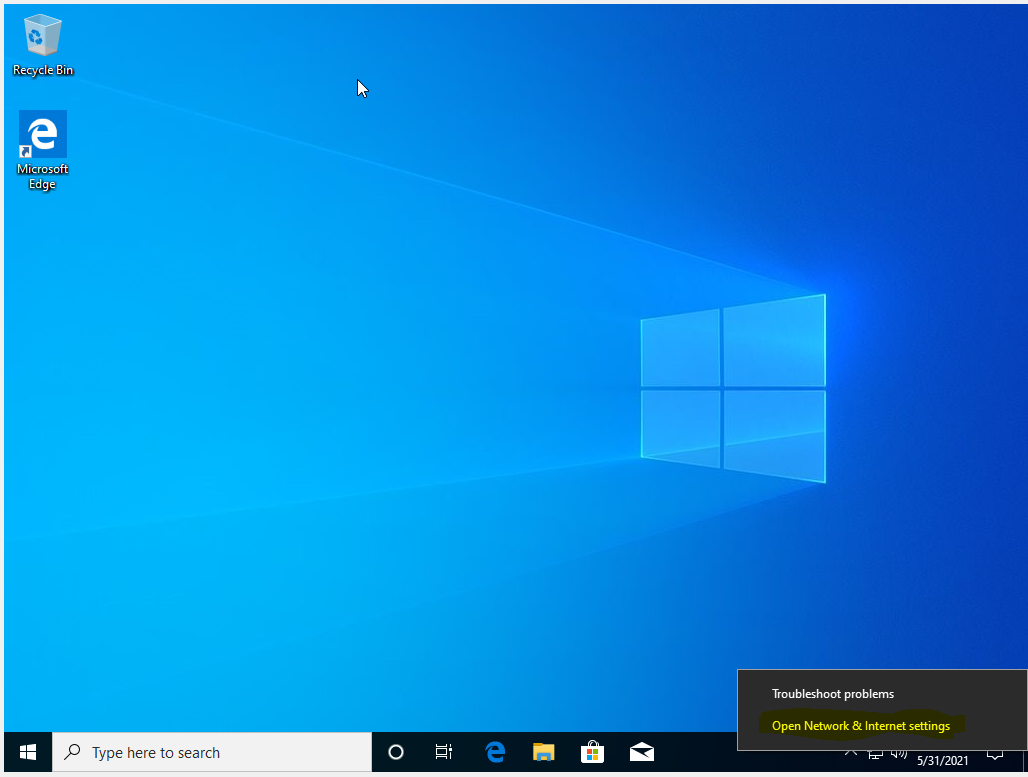 Recycle Bin
Microsoft
Edge
Troubleshoot problems
Open Network & Internet settings
Type here to search
5/31/2021